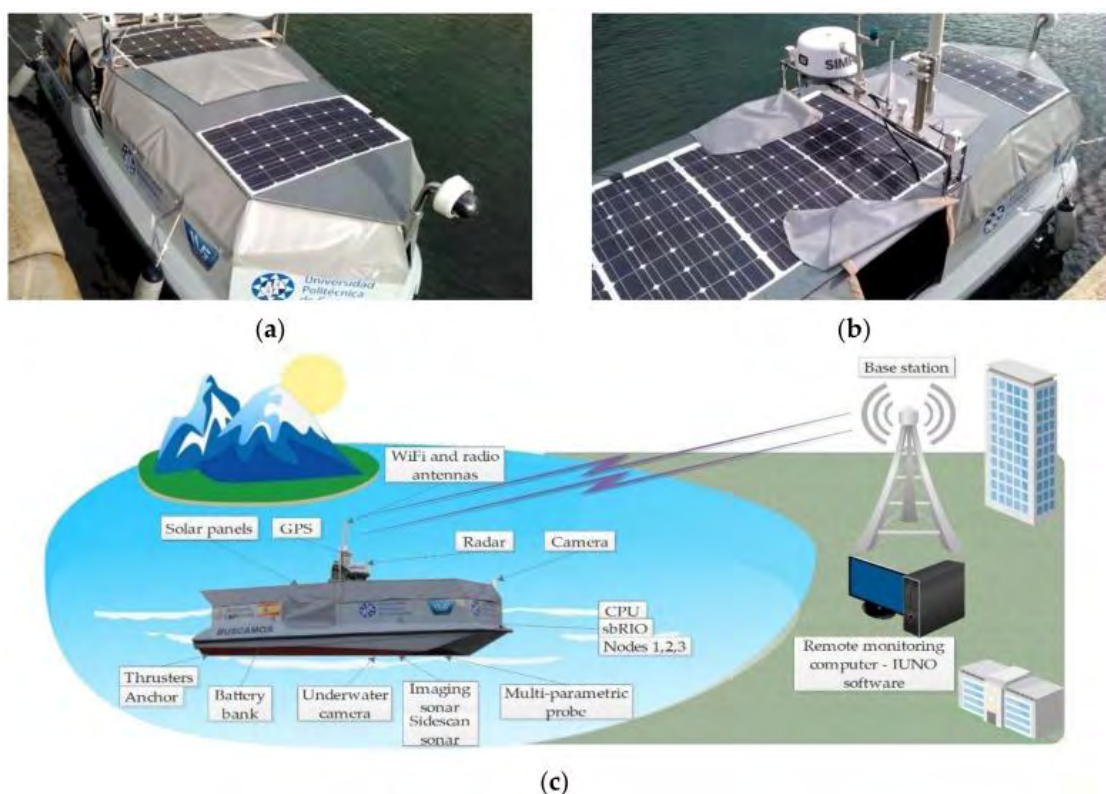 Universidad
Politécnica
SIM
(a)
(b)
Base station
WiFi and radio
antennas
Solar panels
GPS
Radar
Camera
BUSCAMOS
CPU
sbRIO
Nodes 1,2,3
Thrusters
Anchor
Battery
bank
Underwater
camera
Imaging
sonar
Sidescan
sonar
Multi-parametric
probe
Remote monitoring
computer - IUNO
software
(c)